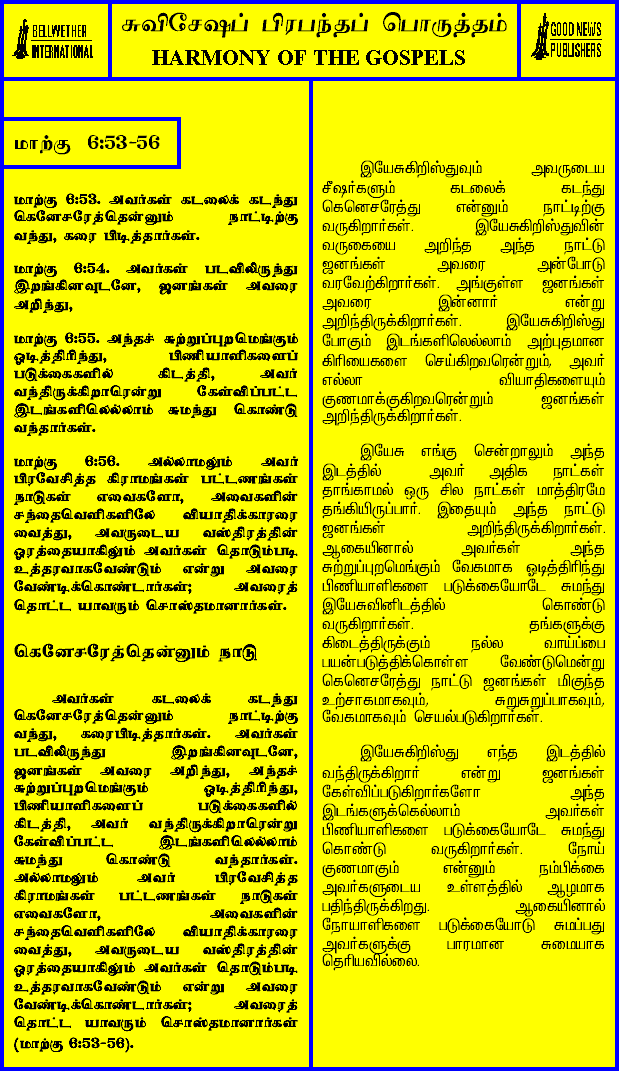 BELLWETHER
INTERNATIONAL
சுவிசேஷப் பிரபந்தப் பொருத்தம்
HARMONY OF THE GOSPELS
GOOD NEWS
PUBLISHERS
மாற்கு 6:53-56
மாற்கு 6:53. அவர்கள் கடலைக் கடந்து
கெனேசரேத்தென்னும் நாட்டிற்கு
வந்து, கரை பிடித்தார்கள்.
மாற்கு 6:54. அவர்கள் படவிலிருந்து
இறங்கினவுடனே, ஜனங்கள் அவரை
அறிந்து,
மாற்கு 6:55. அந்தச் சுற்றுப்புறமெங்கும்
ஓடித்திரிந்து, பிணியாளிகளைப்
படுக்கைகளில் கிடத்தி, அவர்
வந்திருக்கிறாரென்று கேள்விப்பட்ட
இடங்களிலெல்லாம் சுமந்து கொண்டு
வந்தார்கள்.
மாற்கு 6:56. அல்லாமலும் அவர்
பிரவேசித்த கிராமங்கள் பட்டணங்கள்
நாடுகள் எவைகளோ, அவைகளின்
சந்தைவெளிகளிலே வியாதிக்காரரை
வைத்து, அவருடைய வஸ்திரத்தின்
ஓரத்தையாகிலும் அவர்கள் தொடும்படி
உத்தரவாகவேண்டும் என்று அவரை
வேண்டிக்கொண்டார்கள்; அவரைத்
தொட்ட யாவரும் சொஸ்தமானார்கள்.
கெனேசரேத்தென்னும் நாடு
அவர்கள் கடலைக் கடந்து
கெனேசரேத்தென்னும் நாட்டிற்கு
வந்து, கரைபிடித்தார்கள். அவர்கள்
படவிலிருந்து இறங்கினவுடனே,
ஜனங்கள் அவரை அறிந்து, அந்தச்
சுற்றுப்புறமெங்கும் ஓடித்திரிந்து,
பிணியாளிகளைப் படுக்கைகளில்
கிடத்தி, அவர் வந்திருக்கிறாரென்று
கேள்விப்பட்ட இடங்களிலெல்லாம்
சுமந்து கொண்டு வந்தார்கள்.
அல்லாமலும் அவர் பிரவேசித்த
கிராமங்கள் பட்டணங்கள் நாடுகள்
எவைகளோ, அவைகளின்
சந்தைவெளிகளிலே வியாதிக்காரரை
வைத்து, அவருடைய வஸ்திரத்தின்
ஓரத்தையாகிலும் அவர்கள் தொடும்படி
உத்தரவாகவேண்டும் என்று அவரை
வேண்டிக்கொண்டார்கள்; அவரைத்
தொட்ட யாவரும் சொஸ்தமானார்கள்
(மாற்கு 6:53-56).
இயேசுகிறிஸ்துவும் அவருடைய
சீஷர்களும் கடலைக் கடந்து
கெனெசரேத்து என்னும் நாட்டிற்கு
வருகிறார்கள். இயேசுகிறிஸ்துவின்
வருகையை அறிந்த அந்த நாட்டு
ஜனங்கள் அவரை அன்போடு
வரவேற்கிறார்கள். அங்குள்ள ஜனங்கள்
அவரை இன்னார் என்று
அறிந்திருக்கிறார்கள். இயேசுகிறிஸ்து
போகும் இடங்களிலெல்லாம் அற்புதமான
கிரியைகளை செய்கிறவரென்றும், அவர்
எல்லா வியாதிகளையும்
குணமாக்குகிறவரென்றும் ஜனங்கள்
அறிந்திருக்கிறார்கள்.
இயேசு எங்கு சென்றாலும் அந்த
இடத்தில் அவர் அதிக நாட்கள்
தாங்காமல் ஒரு சில நாட்கள் மாத்திரமே
தங்கியிருப்பார். இதையும் அந்த நாட்டு
ஜனங்கள் அறிந்திருக்கிறார்கள்.
ஆகையினால் அவர்கள் அந்த
சுற்றுப்புறமெங்கும் வேகமாக ஓடித்திரிந்து
பிணியாளிகளை படுக்கையோடே சுமந்து
இயேசுவினிடத்தில் கொண்டு
வருகிறார்கள். தங்களுக்கு
கிடைத்திருக்கும் நல்ல வாய்ப்பை
பயன்படுத்திக்கொள்ள வேண்டுமென்று
கெனெசரேத்து நாட்டு ஜனங்கள் மிகுந்த
உற்சாகமாகவும், சுறுசுறுப்பாகவும்,
வேகமாகவும் செயல்படுகிறார்கள்.
இயேசுகிறிஸ்து எந்த இடத்தில்
வந்திருக்கிறார் என்று ஜனங்கள்
கேள்விப்படுகிறார்களோ அந்த
இடங்களுக்கெல்லாம் அவர்கள்
பிணியாளிகளை படுக்கையோடே சுமந்து
கொண்டு வருகிறார்கள். நோய்
குணமாகும் என்னும் நம்பிக்கை
அவர்களுடைய உள்ளத்தில் ஆழமாக
பதிந்திருக்கிறது. ஆகையினால்
நோயாளிகளை படுக்கையோடு சுமப்பது
அவர்களுக்கு பாரமான சுமையாக
தெரியவில்லை.